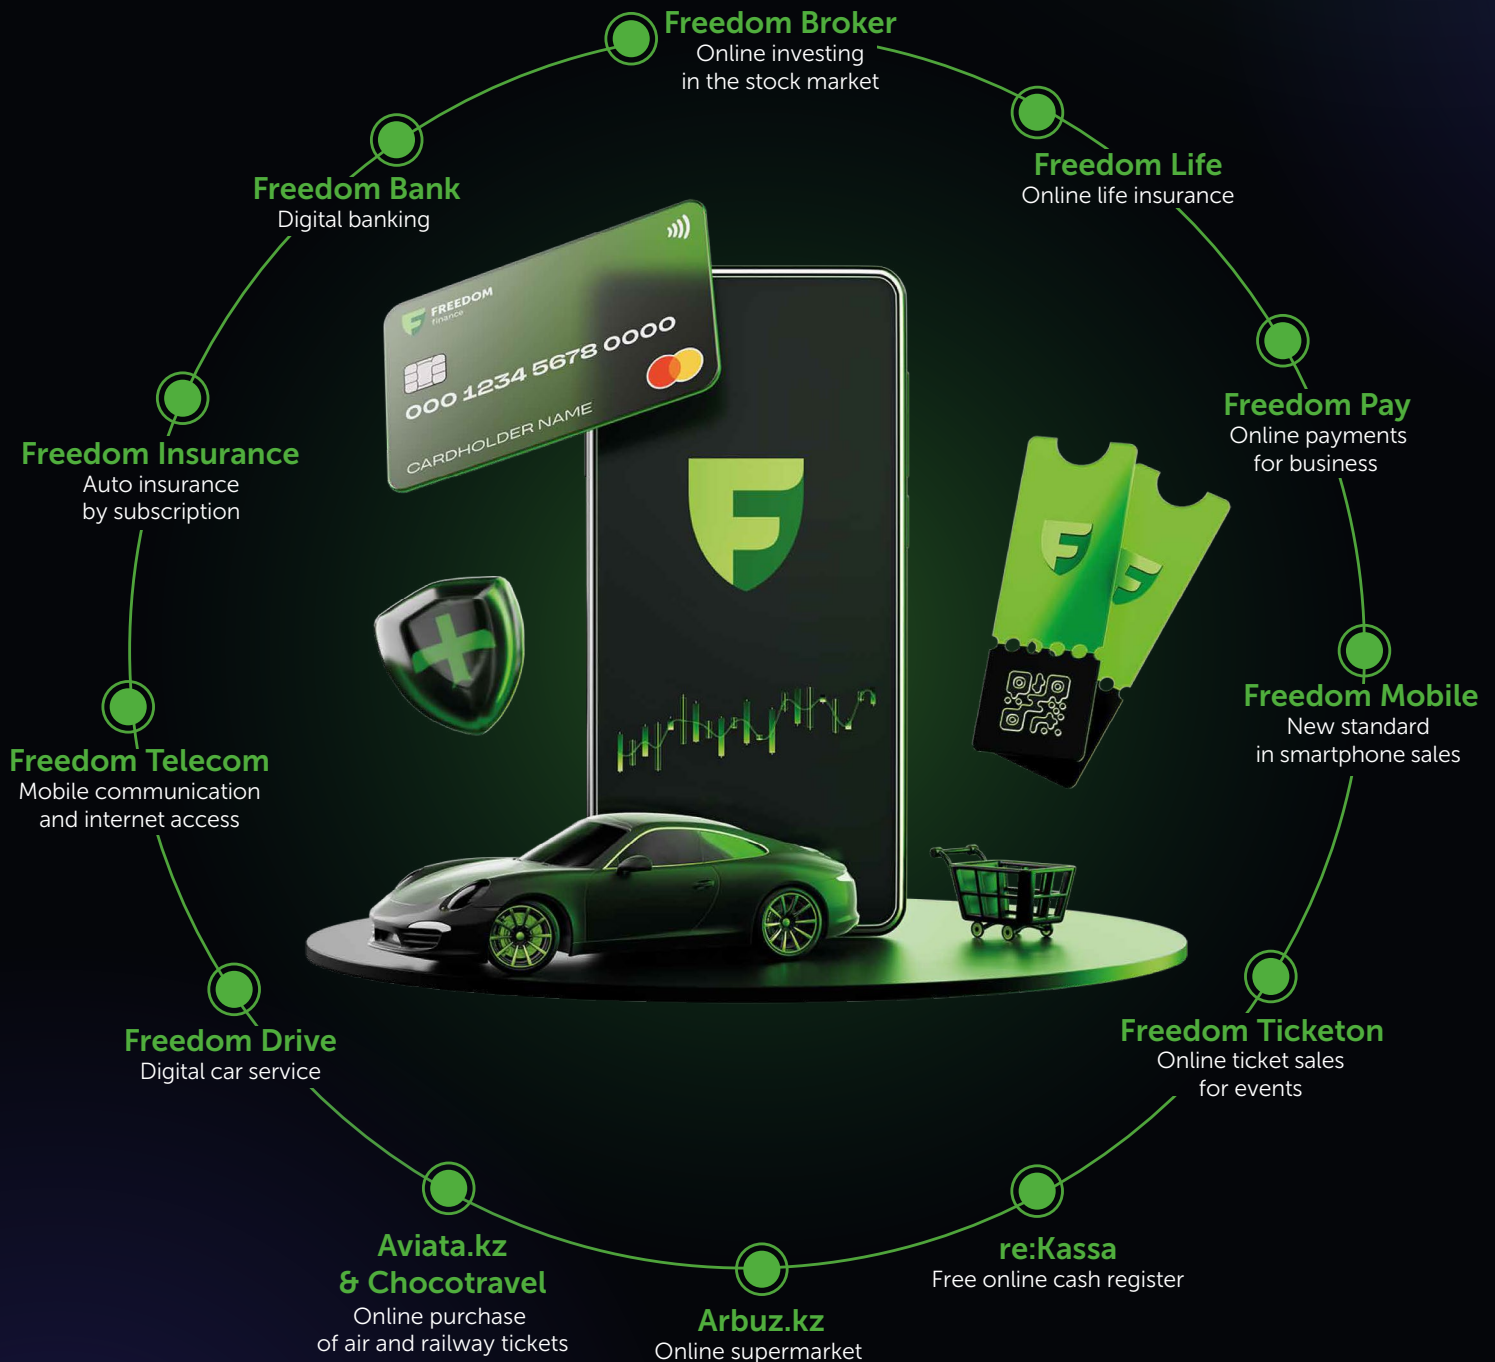 Freedom Broker
Online investing
in the stock market
Freedom Life
Online life insurance
Freedom Pay
Online payments
for business
Freedom Mobile
New standard
in smartphone sales
Freedom Ticketon
Online ticket sales
for events
re:Kassa
Free online cash register
Arbuz.kz
Online supermarket
Aviata.kz
& Chocotravel
Online purchase
of air and railway tickets
Freedom Drive
Digital car service
Freedom Telecom
Mobile communication
and internet access
Freedom Insurance
Auto insurance
by subscription
Freedom Bank
Digital banking
FREEDOM
finance
000 1234 5678 0000
CARDHOLDER NAME
F
F
F
F